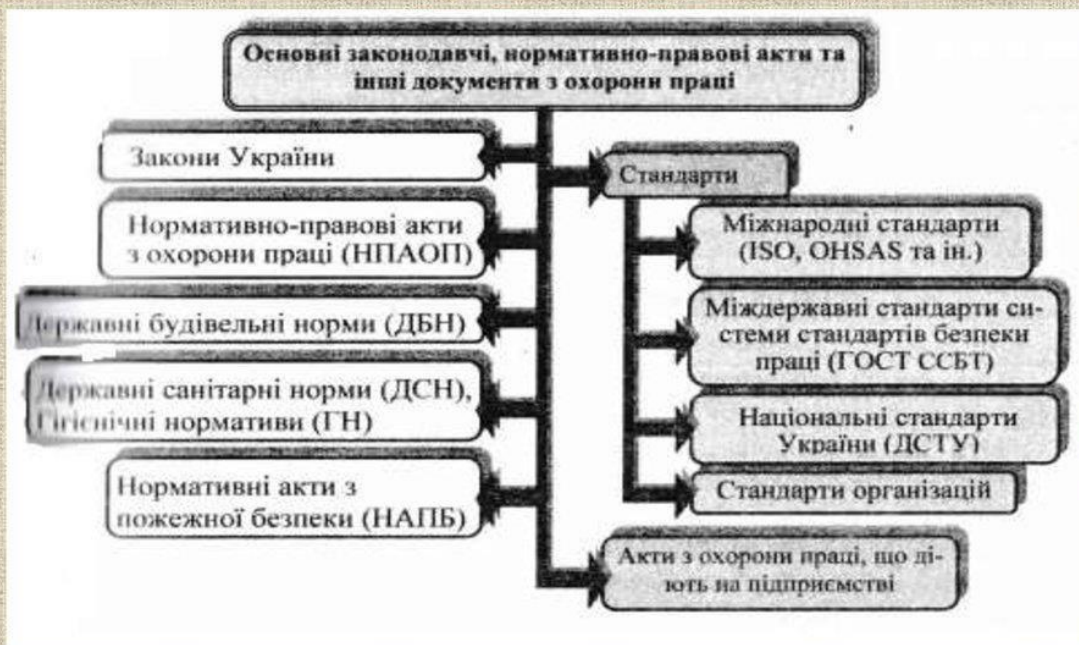 Основні законодавчі, нормативно-правові акти та
інші документи з охорони праці
Закони України
Нормативно-правові акти
з охорони праці (НПАОП)
Державні будівельні норми (ДБН)
Державні санітарні норми (ДСН),
Гігієнічні нормативи (ГН)
Нормативні акти з
пожежної безпеки (НАПБ)
Стандарти
Міжнародні стандарти
(ISO, OHSAS та ін.)
Міждержавні стандарти си-
стеми стандартів безпеки
праці (ГОСТ ССБТ)
Національні стандарти
України (ДСТУ)
Стандарти організацій
Акти з охорони праці, що ді-
ють на підприємстві